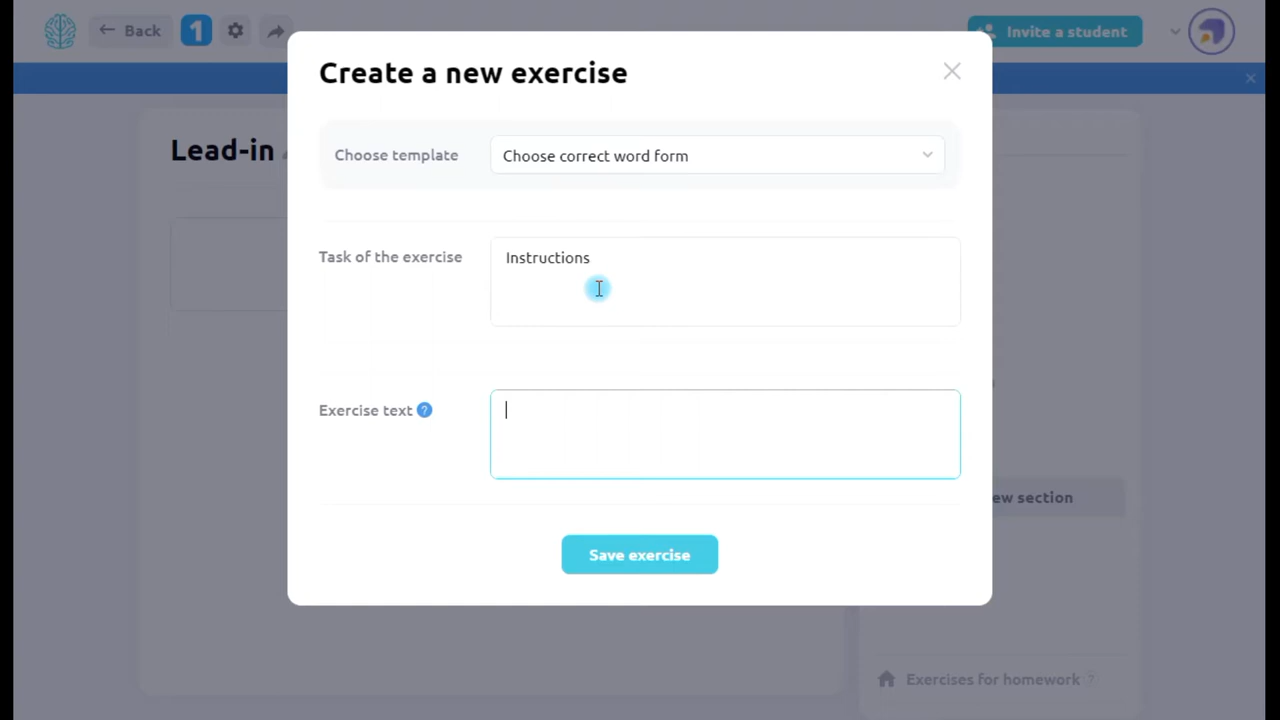 Back
1
Invite a student
Create a new exercise
Lead-in
Choose template
Choose correct word form
Task of the exercise
Instructions
Exercise text ?
ew section
Save exercise
Exercises for homework ?